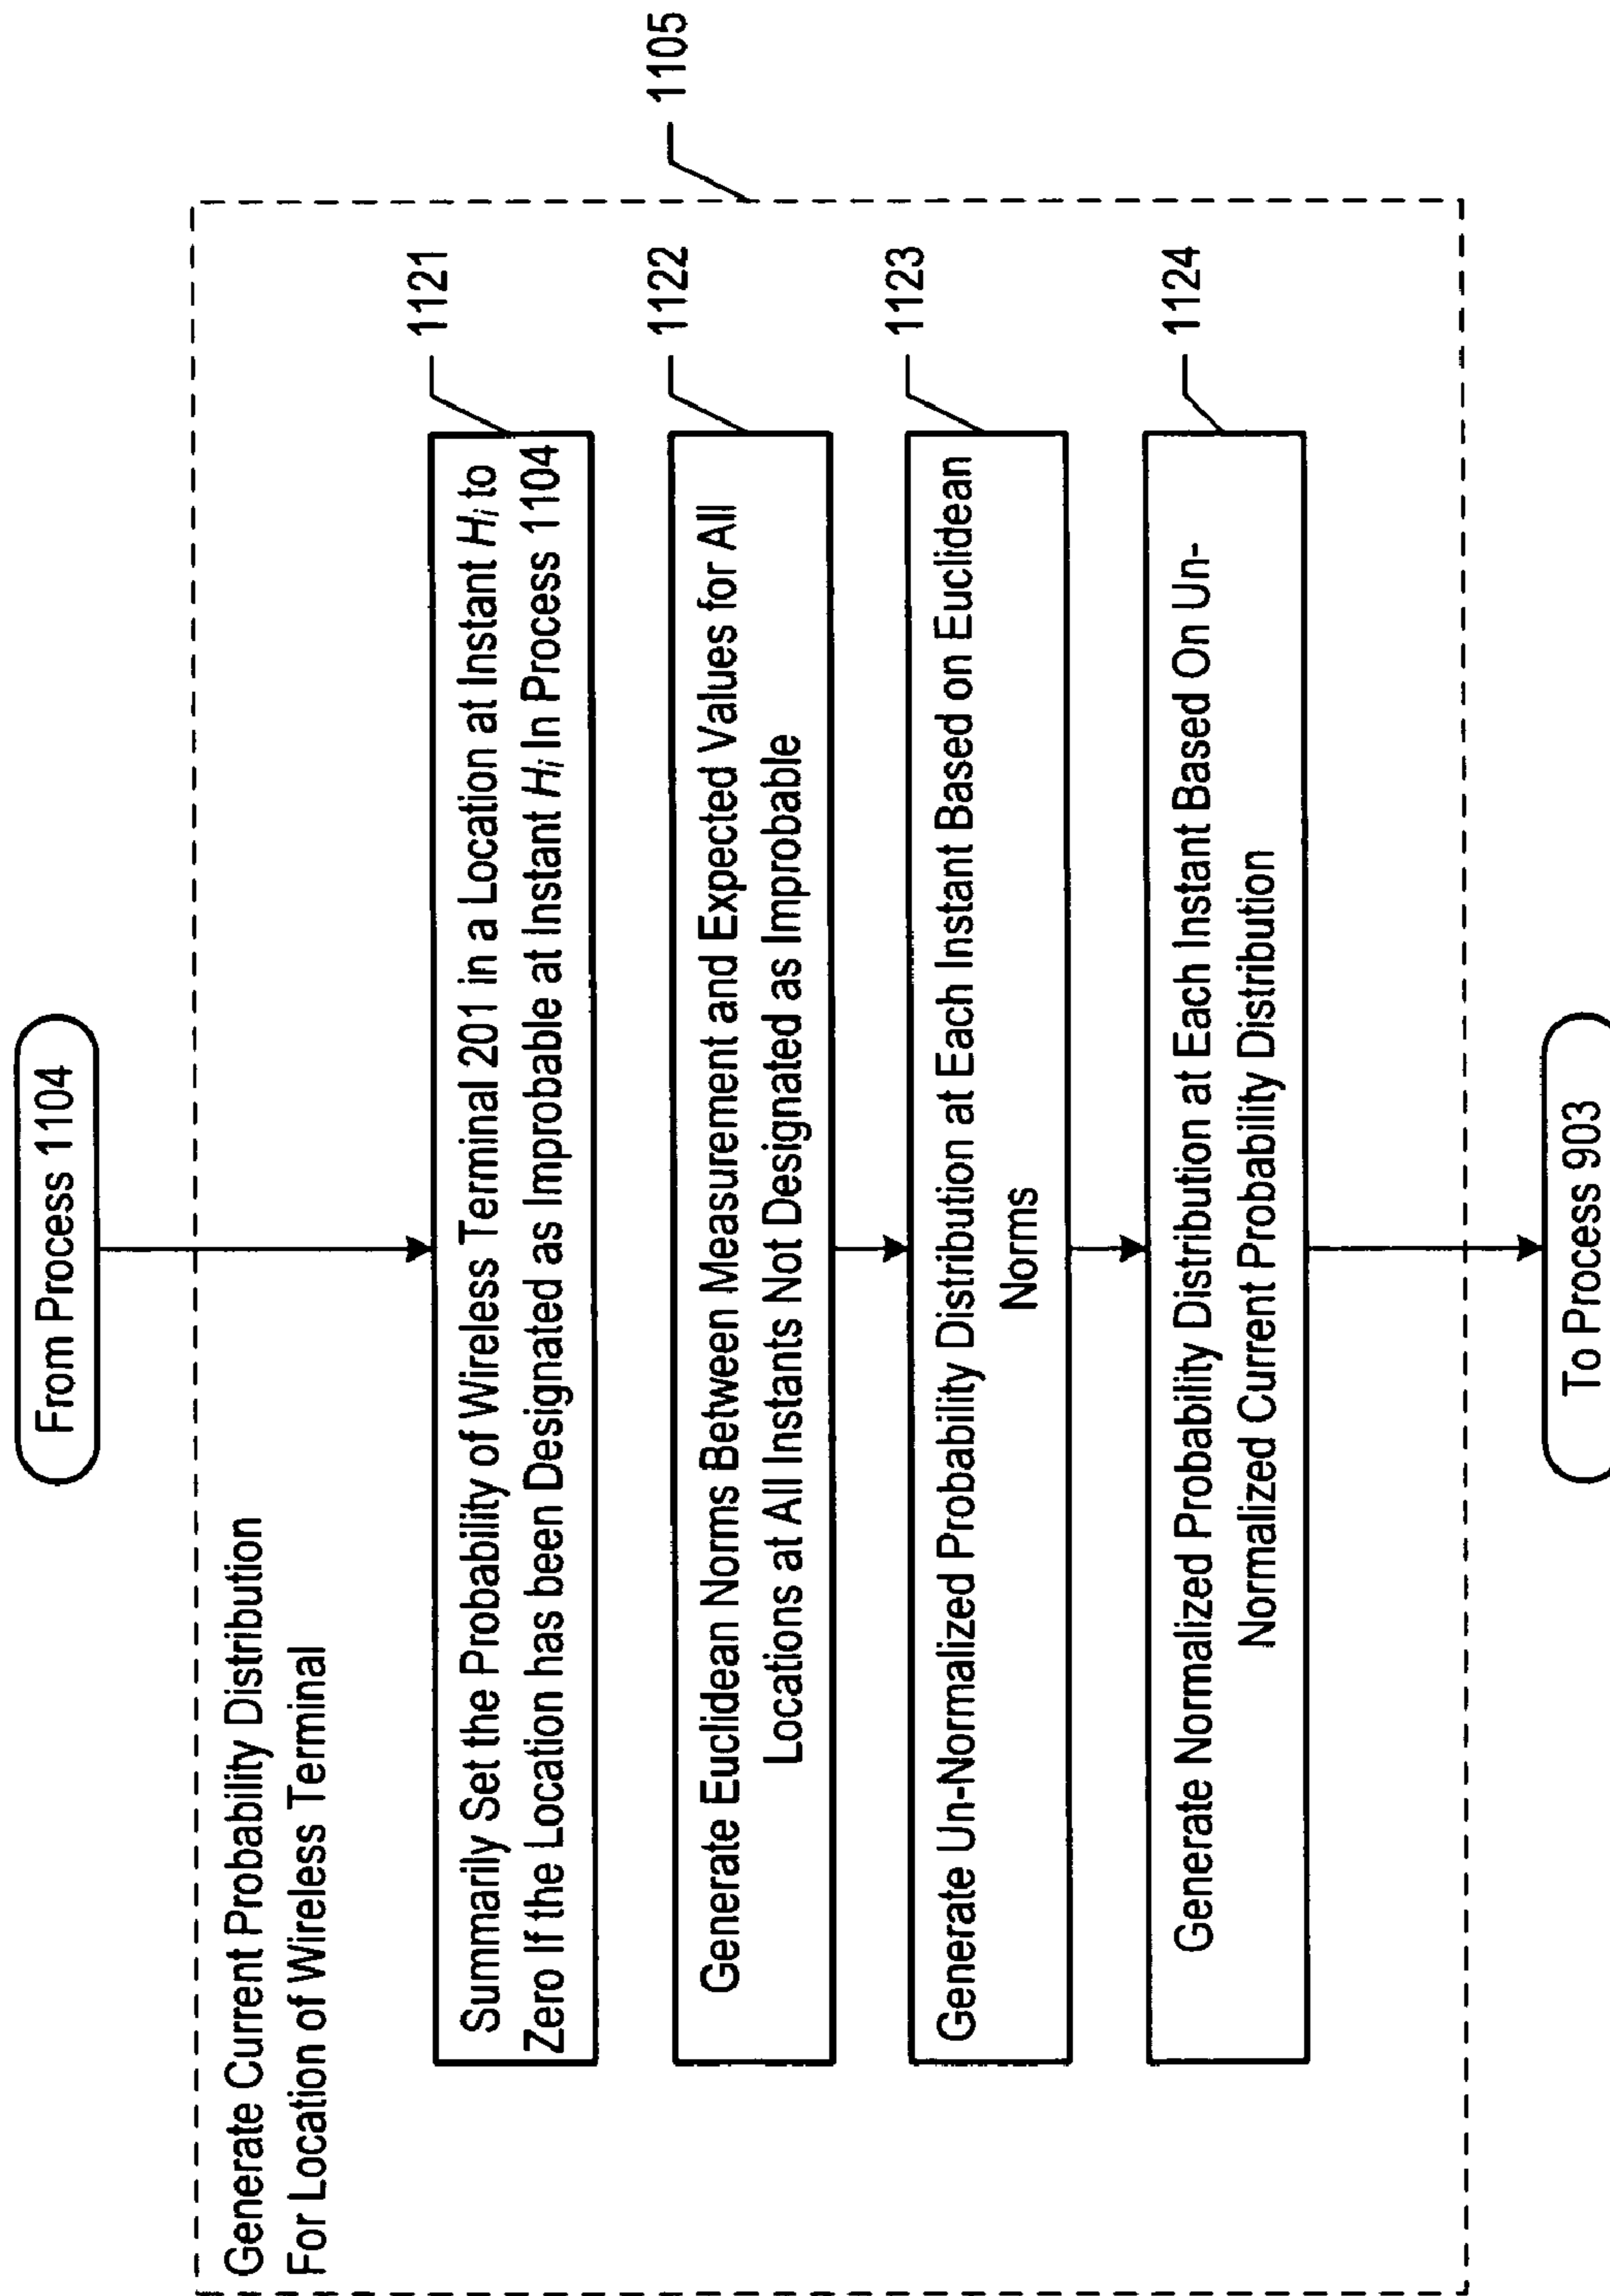 From Process 1104
Generate Current Probability Distribution
For Location of Wireless Terminal
1105
Summarily Set the Probability of Wireless Terminal 201 in a Location at Instant Hi to
Zero If the Location has been Designated as Improbable at Instant Hi In Process 1104
1121
Generate Euclidean Norms Between Measurement and Expected Values for All
Locations at All Instants Not Designated as Improbable
1122
Generate Un-Normalized Probability Distribution at Each Instant Based on Euclidean
Norms
1123
Generate Normalized Probability Distribution at Each Instant Based On Un-
Normalized Current Probability Distribution
1124
To Process 903